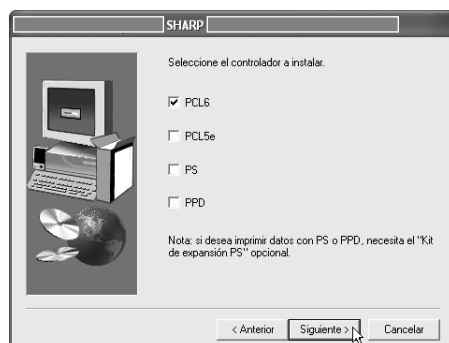 SHARP
Seleccione el controlador a instalar.
PCL6
PCL5e
PS
PPD
Nota: si desea imprimir datos con PS o PPD, necesita el "Kit
de expansión PS" opcional.
< Anterior
Siguiente >
Cancelar